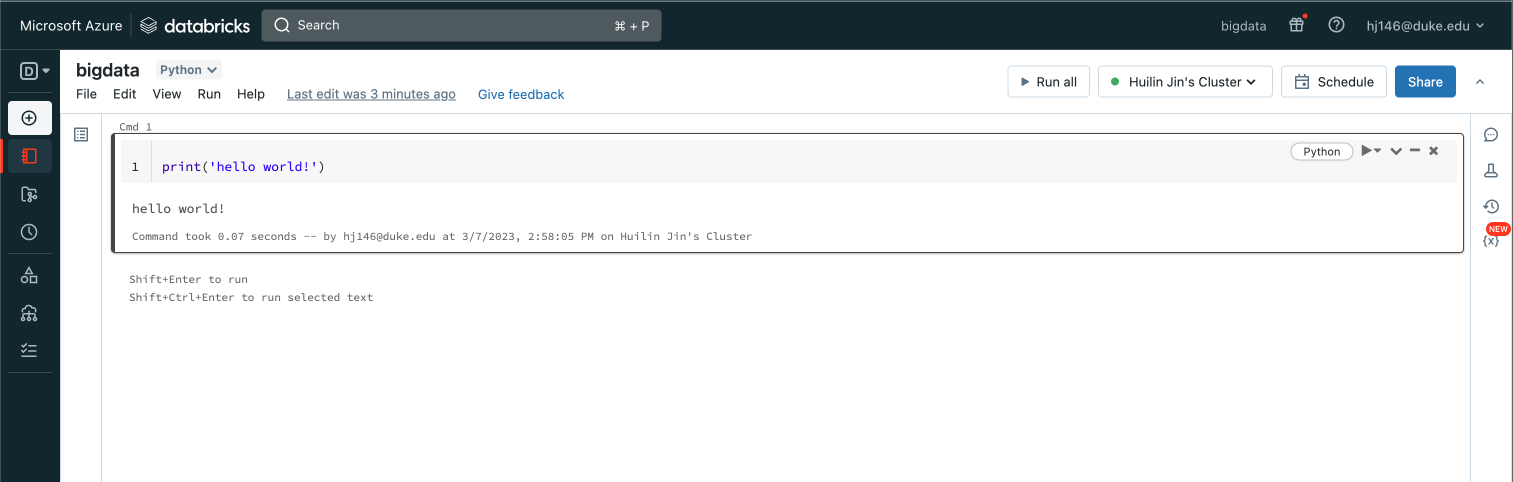 Microsoft Azure databricks Search ⌘ + P bigdata hj146@duke.edu
D
bigdata Python
File Edit View Run Help Last edit was 3 minutes ago Give feedback
Run all Huilin Jin's Cluster Schedule Share
Cmd 1
Python
1 print('hello world!')
hello world!
Command took 0.07 seconds -- by hj146@duke.edu at 3/7/2023, 2:58:05 PM on Huilin Jin's Cluster
Shift+Enter to run
Shift+Ctrl+Enter to run selected text
NEW
{x}